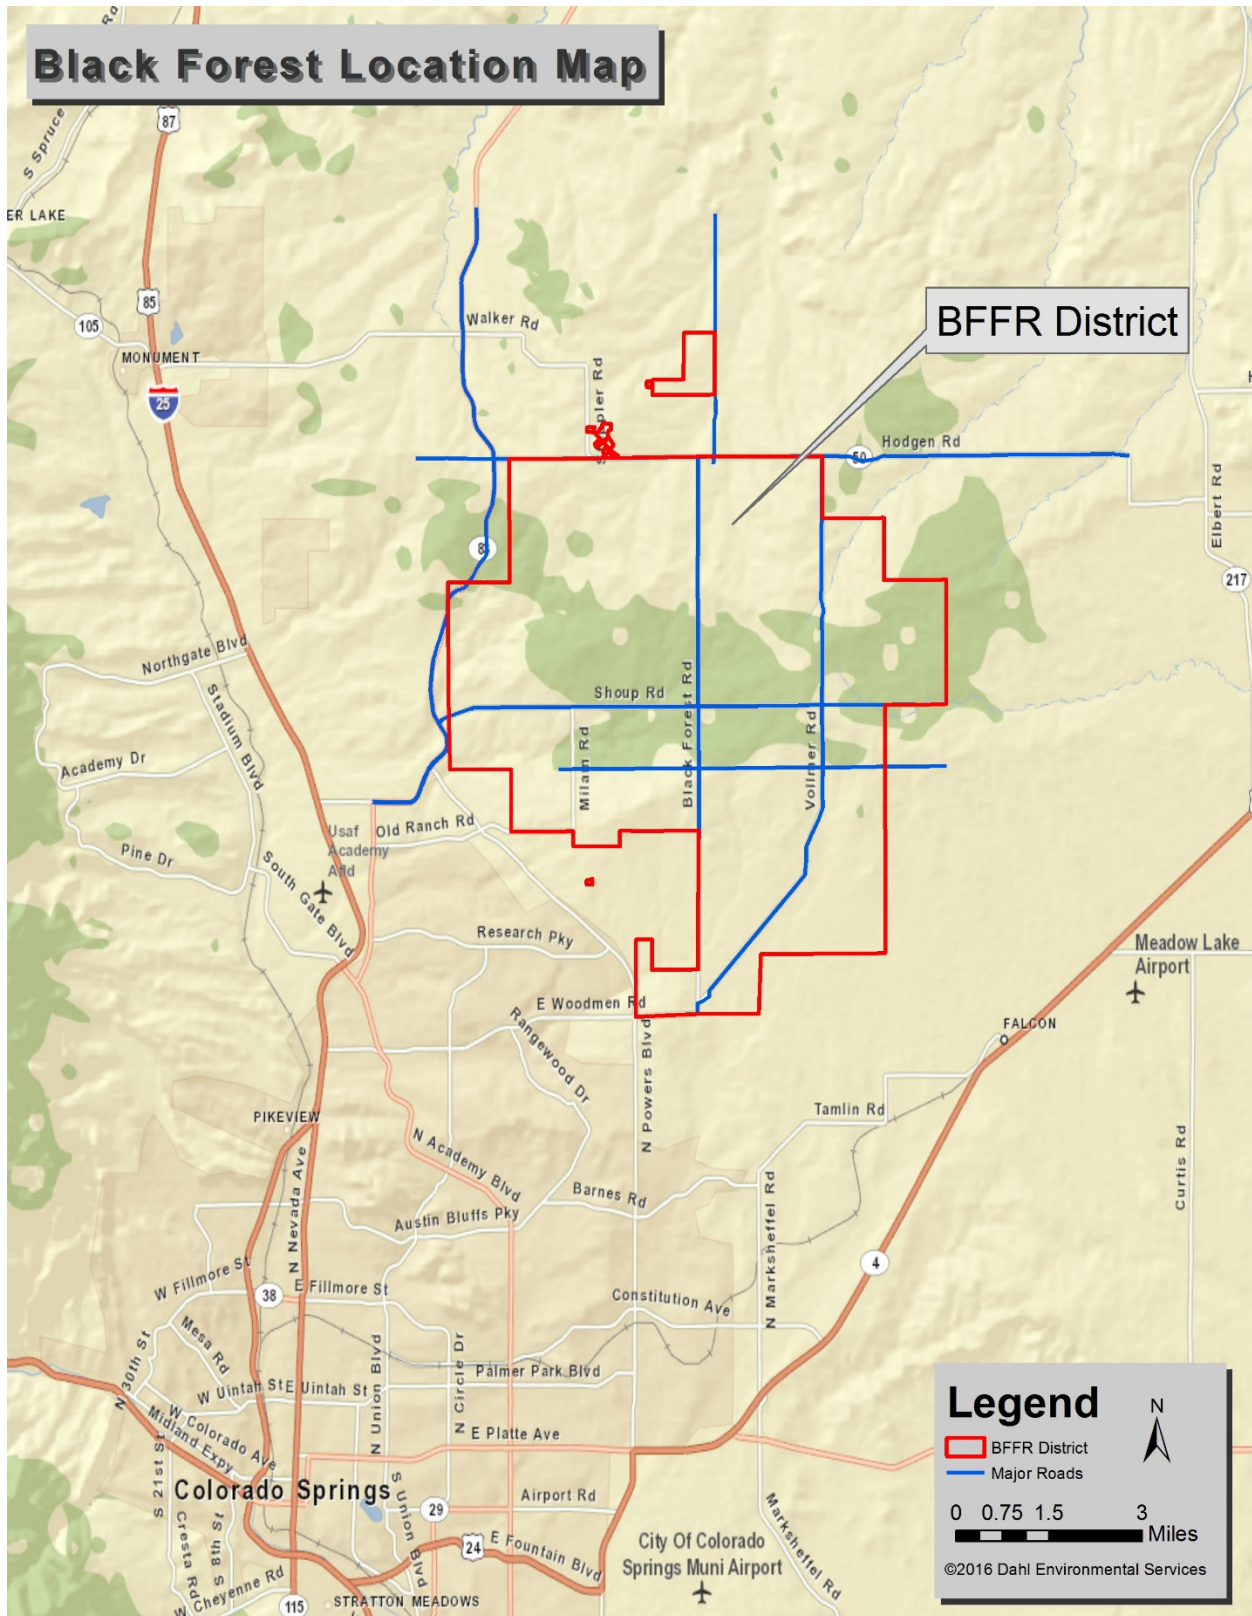 Black Forest Location Map
S Spruce Rd
87
ER LAKE
85
105
MONUMENT
25
Walker Rd
BFFR District
Hodgen Rd
50
Elbert Rd
217
8
Northgate Blvd
Stadium Blvd
Shoup Rd
Black Forest Rd
Vollmer Rd
Milam Rd
Academy Dr
Old Ranch Rd
Usaf
Academy
Afld
Pine Dr
South Gate Blvd
Research Pky
Meadow Lake
Airport
E Woodmen Rd
Rangewood Dr
N Powers Blvd
FALCON
PIKEVIEW
Tamlin Rd
N Academy Blvd
N Nevada Ave
Barnes Rd
Curtis Rd
Austin Bluffs Pky
N Marksheffel Rd
4
W Fillmore St
38
E Fillmore St
Constitution Ave
Mesa Rd
N 30th St
Palmer Park Blvd
W Uintah St
E Uintah St
N Union Blvd
N Circle Dr
W Colorado Ave
Midland Expy
E Platte Ave
S 21st St
Colorado Springs
S Union Blvd
Airport Rd
29
Cresta Rd
S 8th St
24
E Fountain Blvd
City Of Colorado
Springs Muni Airport
Marksheffel Rd
W Cheyenne Rd
115
STRATTON MEADOWS
Legend
N
BFFR District
Major Roads
0 0.75 1.5 3
Miles
©2016 Dahl Environmental Services